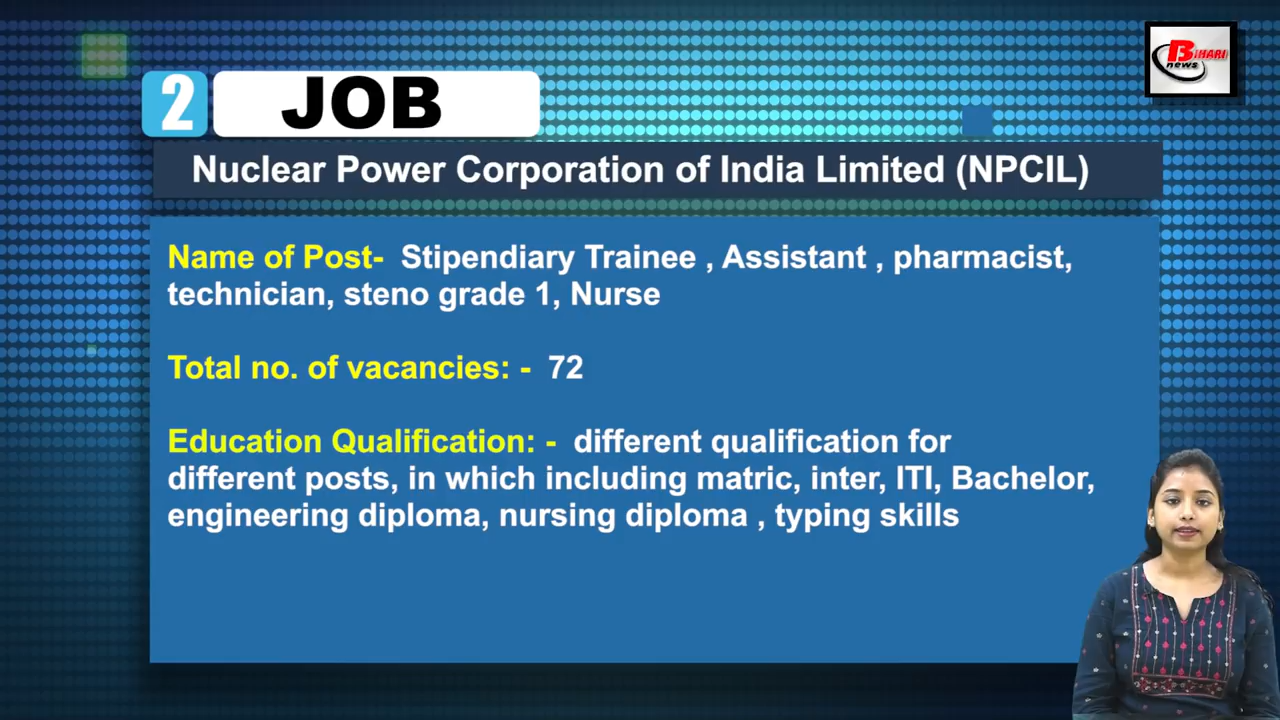 BIHARI
news
2 JOB
Nuclear Power Corporation of India Limited (NPCIL)
Name of Post- Stipendiary Trainee , Assistant , pharmacist,
technician, steno grade 1, Nurse
Total no. of vacancies: - 72
Education Qualification: - different qualification for
different posts, in which including matric, inter, ITI, Bachelor,
engineering diploma, nursing diploma , typing skills